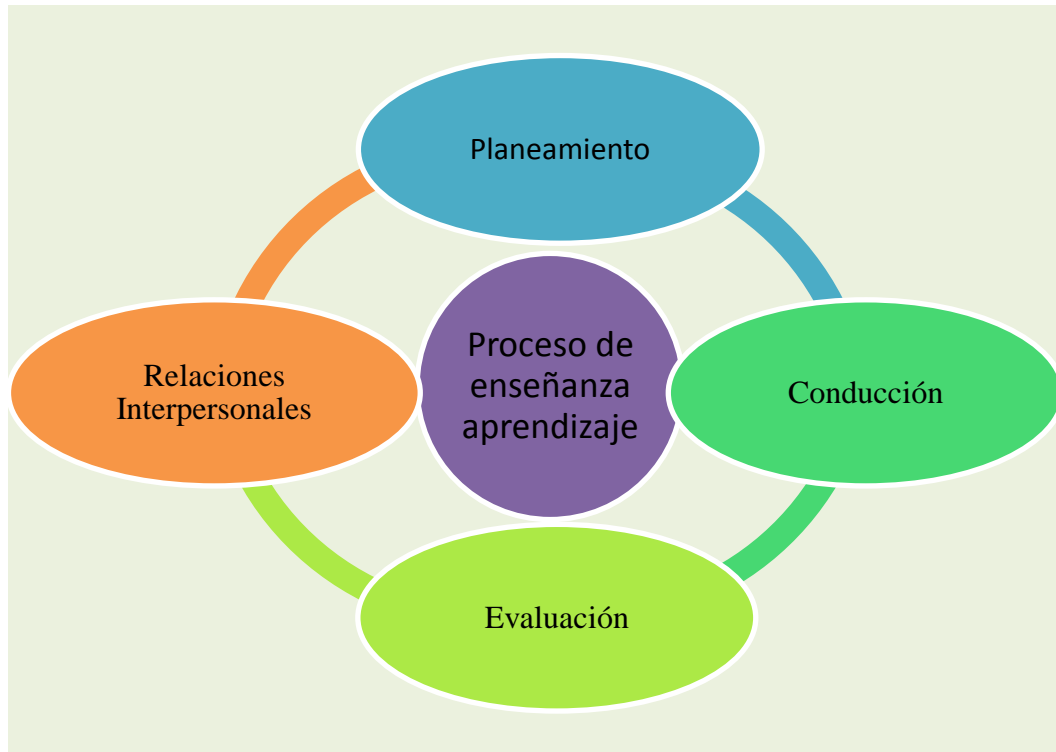 Planeamiento
Relaciones
Interpersonales
Proceso de
enseñanza
aprendizaje
Conducción
Evaluación